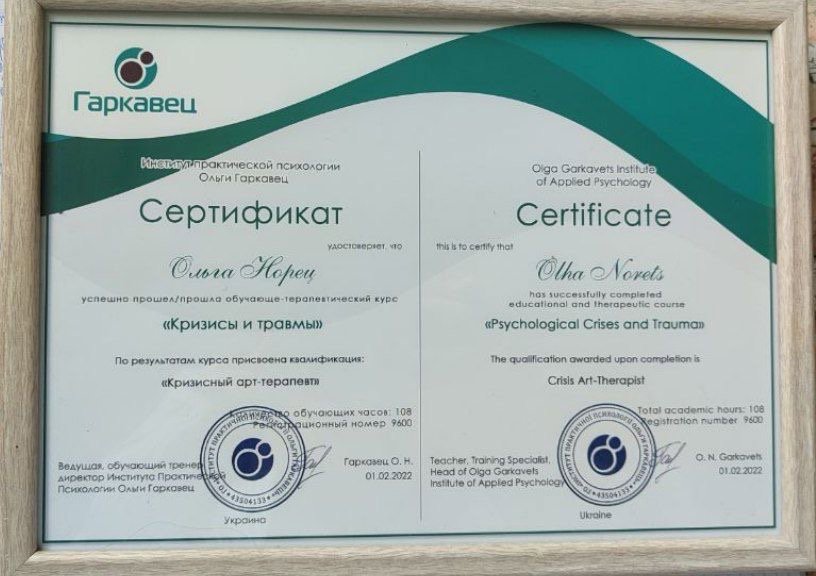 Гаркавец
Институт практической психологии
Ольги Гаркавец
Сертификат
удостоверяет, что
Ольга Норец
успешно прошел/прошла обучающе-терапевтический курс
«Кризисы и травмы»
По результатам курса присвоена квалификация:
«Кризисный арт-терапевт»
Количество обучающих часов: 108
Регистрационный номер 9600
Ведущая, обучающий тренер,
директор Института Практической
Психологии Ольги Гаркавец
Гаркавец О. Н.
01.02.2022
Украина
Olga Garkavets Institute
of Applied Psychology
Certificate
this is to certify that
Olha Norets
has successfully completed
educational and therapeutic course
«Psychological Crises and Trauma»
The qualification awarded upon completion is
Crisis Art-Therapist
Total academic hours: 108
Registration number 9600
Teacher, Training Specialist,
Head of Olga Garkavets
Institute of Applied Psychology
O. N. Garkavets
01.02.2022
Ukraine